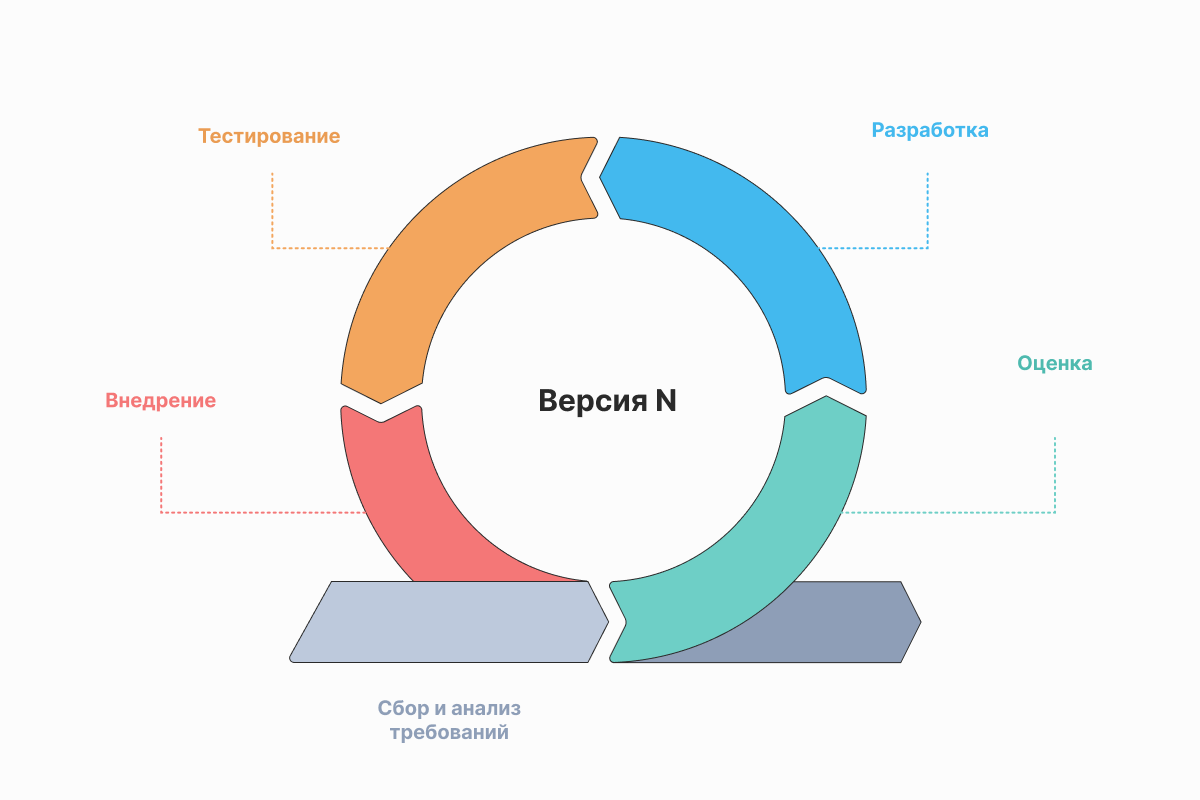 Тестирование
Разработка
Оценка
Внедрение
Версия N
Сбор и анализ
требований